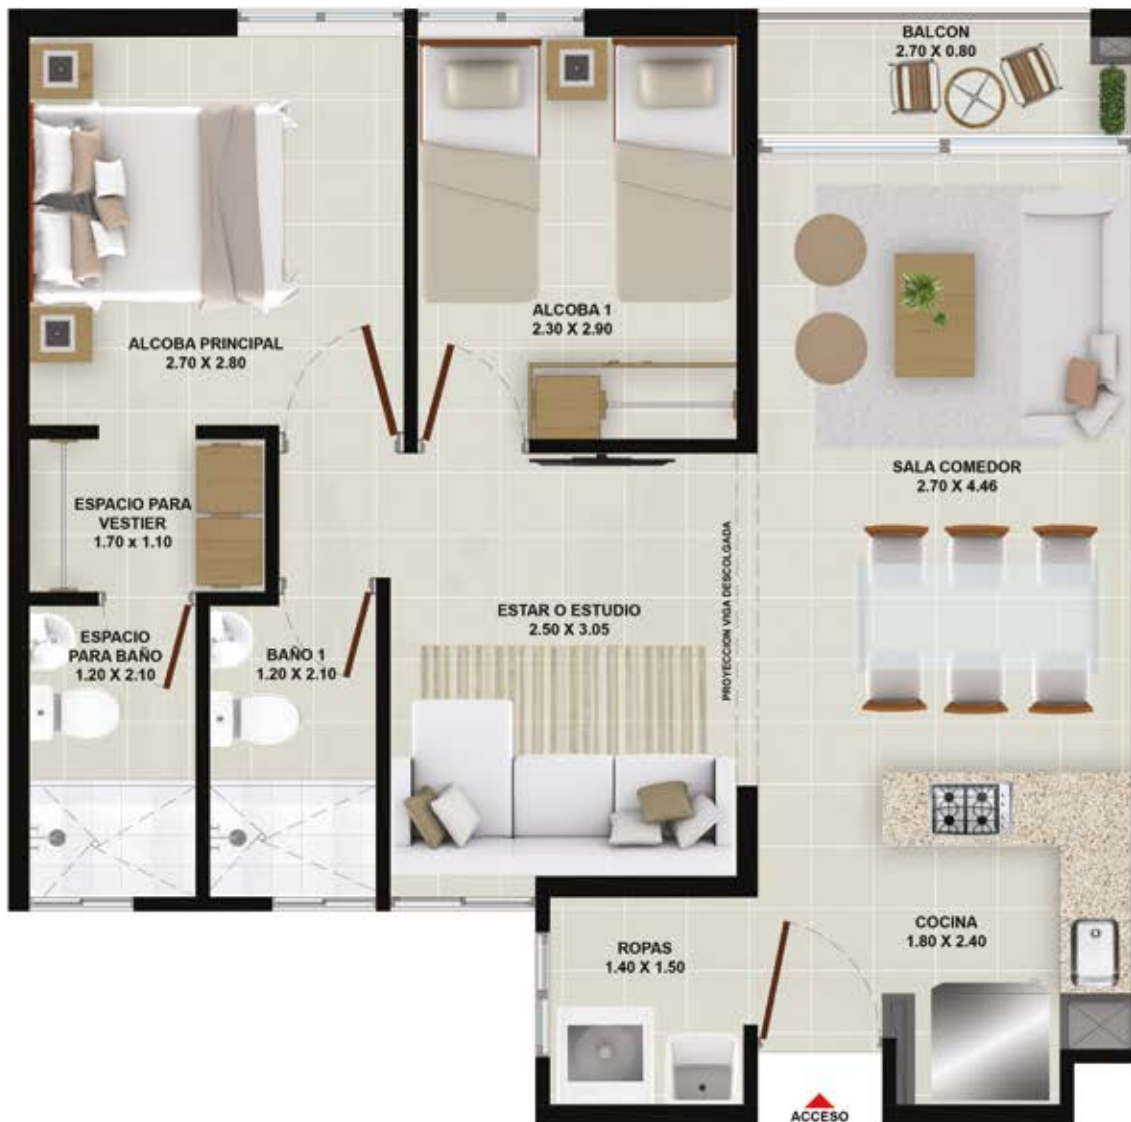 BALCON
2.70 X 0.80
ALCOBA 1
2.30 X 2.90
ALCOBA PRINCIPAL
2.70 X 2.80
SALA COMEDOR
2.70 X 4.46
ESPACIO PARA
VESTIER
1.70 x 1.10
PROYECCION VIGA DESCOLGADA
ESTAR O ESTUDIO
2.50 X 3.05
ESPACIO
PARA BAÑO
1.20 X 2.10
BAÑO 1
1.20 X 2.10
COCINA
1.80 X 2.40
ROPAS
1.40 X 1.50
ACCESO